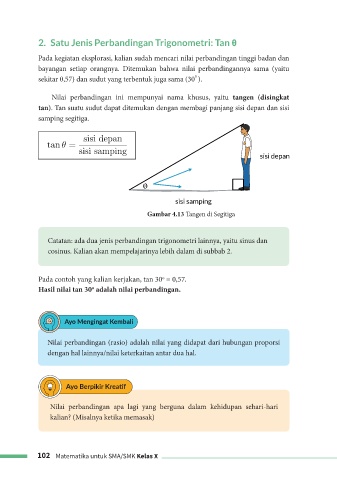 2. Satu Jenis Perbandingan Trigonometri: Tan θ
Pada kegiatan eksplorasi, kalian sudah mencari nilai perbandingan tinggi badan dan
bayangan setiap orangnya. Ditemukan bahwa nilai perbandingannya sama (yaitu
sekitar 0,57) dan sudut yang terbentuk juga sama (30°).
Nilai perbandingan ini mempunyai nama khusus, yaitu tangen (disingkat
tan). Tan suatu sudut dapat ditemukan dengan membagi panjang sisi depan dan sisi
samping segitiga.
tan θ = sisi depan / sisi samping
sisi depan
θ
sisi samping
Gambar 4.13 Tangen di Segitiga
Catatan: ada dua jenis perbandingan trigonometri lainnya, yaitu sinus dan
cosinus. Kalian akan mempelajarinya lebih dalam di subbab 2.
Pada contoh yang kalian kerjakan, tan 30° = 0,57.
Hasil nilai tan 30° adalah nilai perbandingan.
Ayo Mengingat Kembali
Nilai perbandingan (rasio) adalah nilai yang didapat dari hubungan proporsi
dengan hal lainnya/nilai keterkaitan antar dua hal.
Ayo Berpikir Kreatif
Nilai perbandingan apa lagi yang berguna dalam kehidupan sehari-hari
kalian? (Misalnya ketika memasak)
102 Matematika untuk SMA/SMK Kelas X